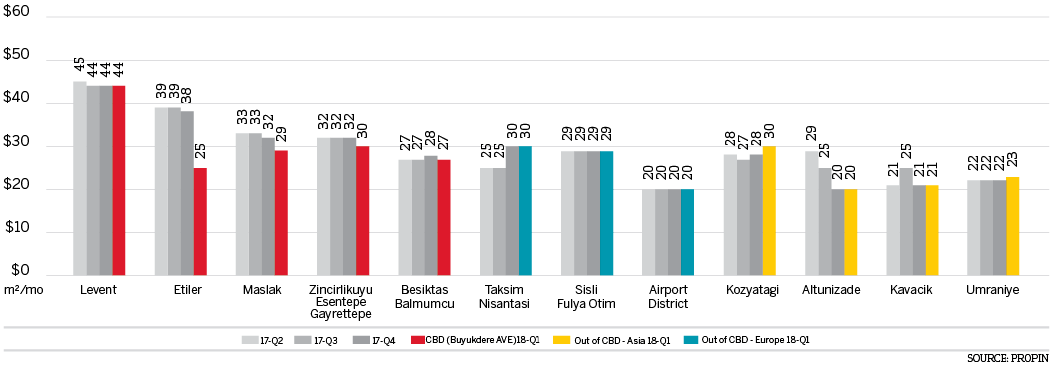 $60
$50
$40
$30
$20
$10
$0
m²/mo
45 44 44 44
39 39 38 25
33 33 32 29
32 32 32 30
27 27 28 27
25 25 30 30
29 29 29 29
20 20 20 20
28 27 28 30
29 25 20 20
21 25 21 21
22 22 22 23
Levent
Etiler
Maslak
Zincirlikuyu
Esentepe
Gayrettepe
Besiktas
Balmumcu
Taksim
Nisantasi
Sisli
Fulya Otim
Airport
District
Kozyatagi
Altunizade
Kavacik
Umraniye
17-Q2 17-Q3 17-Q4 CBD (Buyukdere AVE)18-Q1 Out of CBD - Asia 18-Q1 Out of CBD - Europe 18-Q1
SOURCE: PROPIN